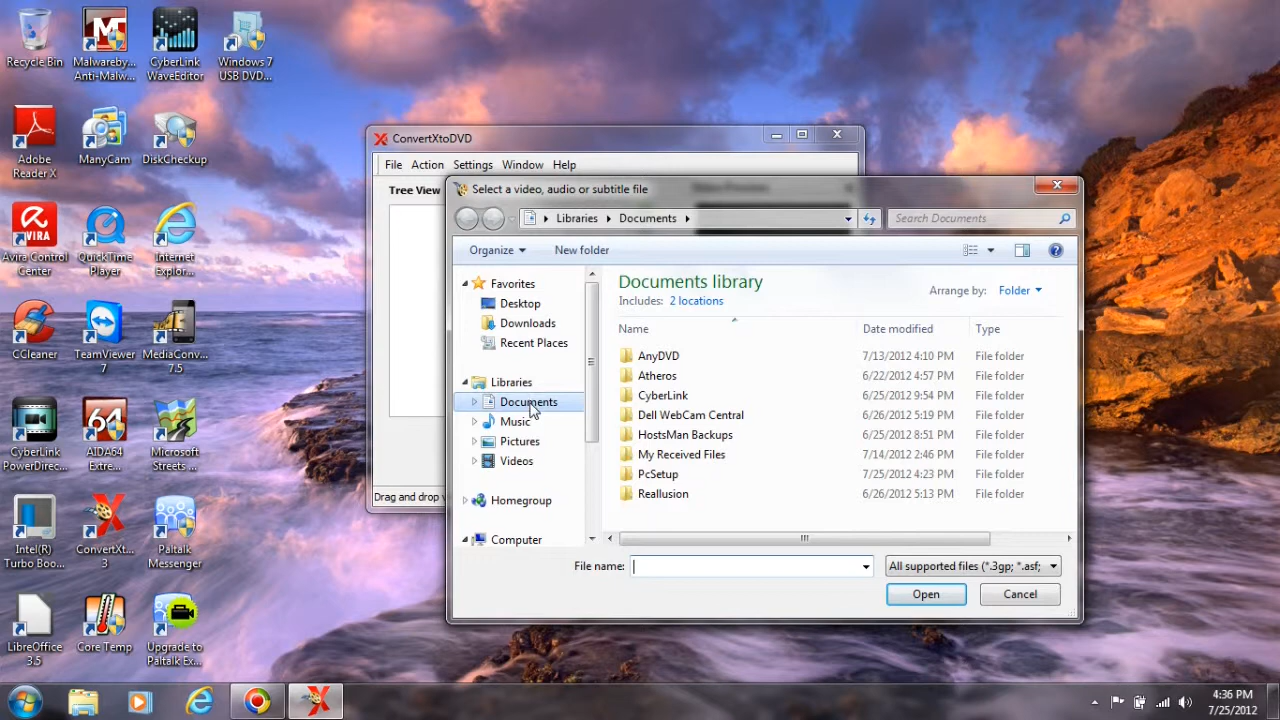 Recycle Bin
Malwareby...
Anti-Malw...
CyberLink
WaveEditor
Windows 7
USB DVD...
Adobe
Reader X
ManyCam
DiskCheckup
Avira Control
Center
QuickTime
Player
Internet
Explor...
CCleaner
TeamViewer
7
MediaConv...
7.5
CyberLink
PowerDirec...
AIDA64
Extre...
Microsoft
Streets ...
Intel(R)
Turbo Boo...
ConvertXt...
3
Paltalk
Messenger
LibreOffice
3.5
Core Temp
Upgrade to
Paltalk Ex...
ConvertXtoDVD
File Action Settings Window Help
Tree View
Drag and drop v
Select a video, audio or subtitle file
Libraries Documents
Search Documents
Organize New folder
Favorites
Desktop
Downloads
Recent Places
Libraries
Documents
Music
Pictures
Videos
Homegroup
Computer
Documents library
Includes: 2 locations
Arrange by: Folder
Name Date modified Type
AnyDVD 7/13/2012 4:10 PM File folder
Atheros 6/22/2012 4:57 PM File folder
CyberLink 6/25/2012 9:54 PM File folder
Dell WebCam Central 6/26/2012 5:19 PM File folder
HostsMan Backups 6/25/2012 8:51 PM File folder
My Received Files 7/14/2012 2:46 PM File folder
PcSetup 7/25/2012 4:23 PM File folder
Reallusion 6/26/2012 5:13 PM File folder
File name: All supported files (*.3gp; *.asf;
Open Cancel
4:36 PM
7/25/2012